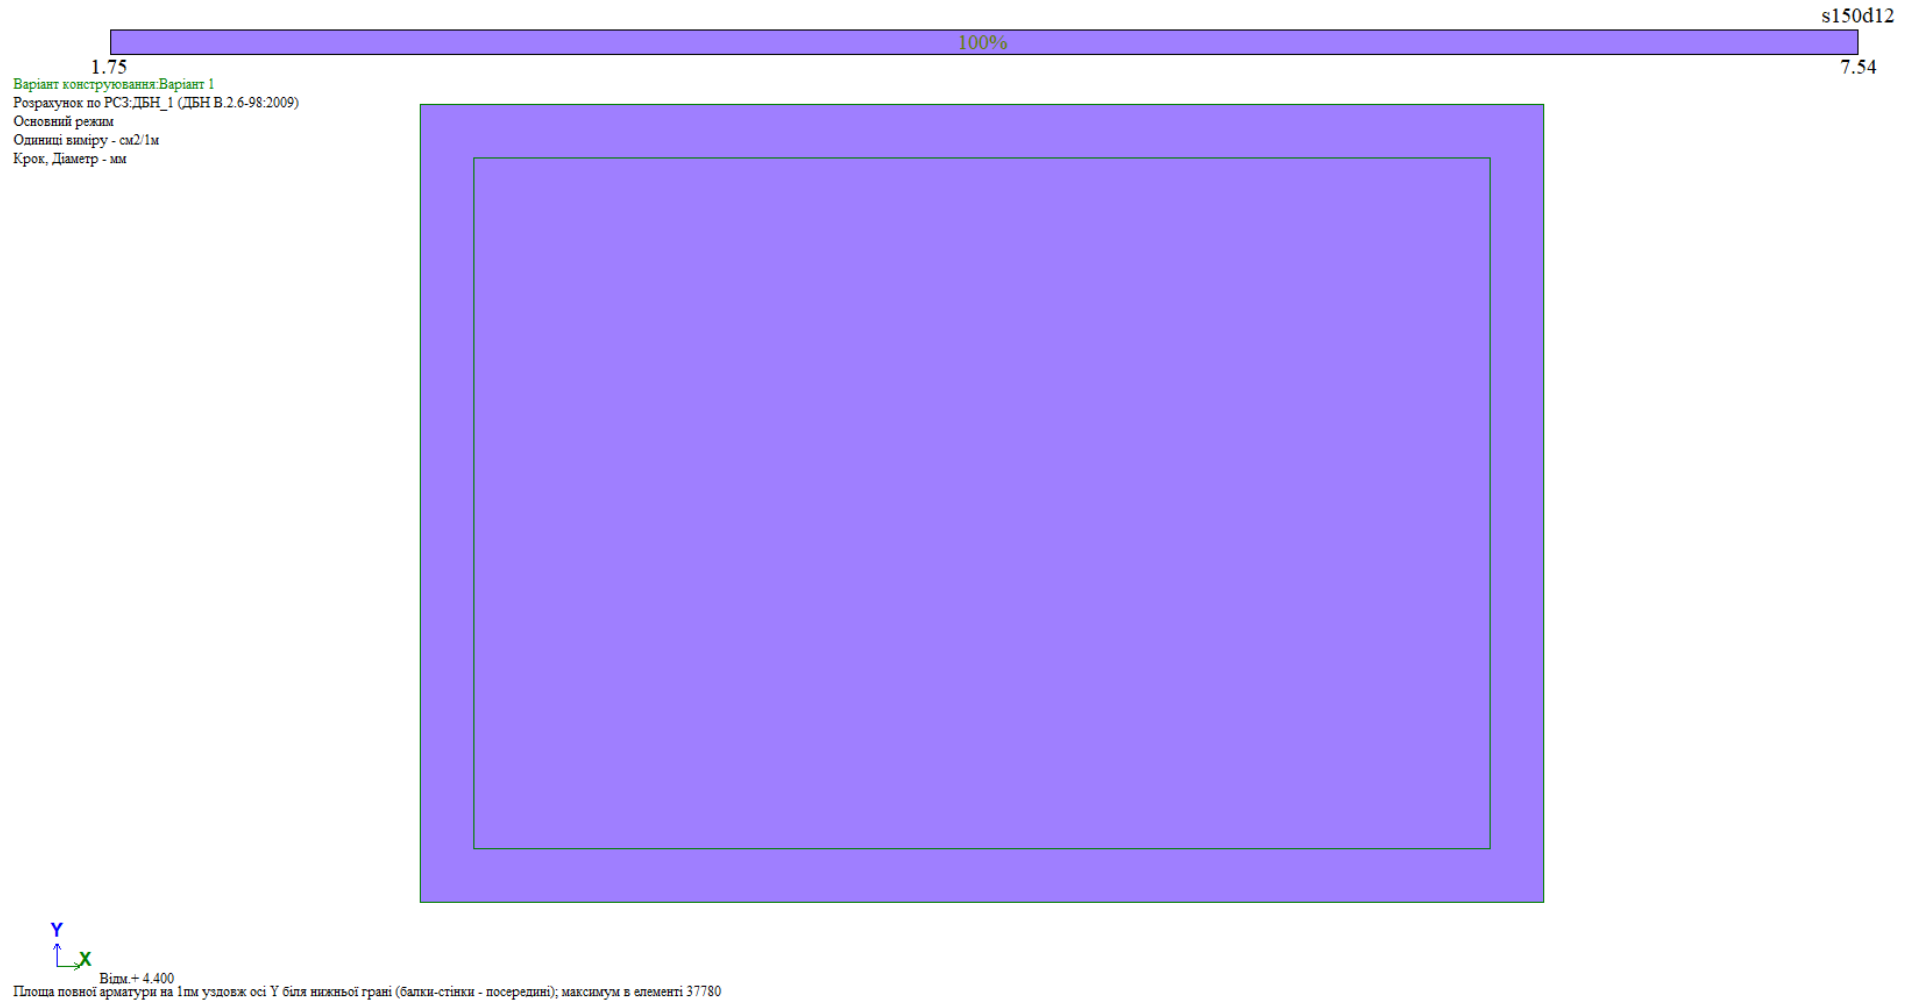 s150d12
100%
1.75
7.54
Варіант конструювання:Варіант 1
Розрахунок по РСЗ:ДБН_1 (ДБН В.2.6-98:2009)
Основний режим
Одиниці виміру - см2/1м
Крок, Діаметр - мм
Y
X
Відм.+ 4.400
Площа повної арматури на 1пм уздовж осі Y біля нижньої грані (балки-стінки - посередині); максимум в елементі 37780